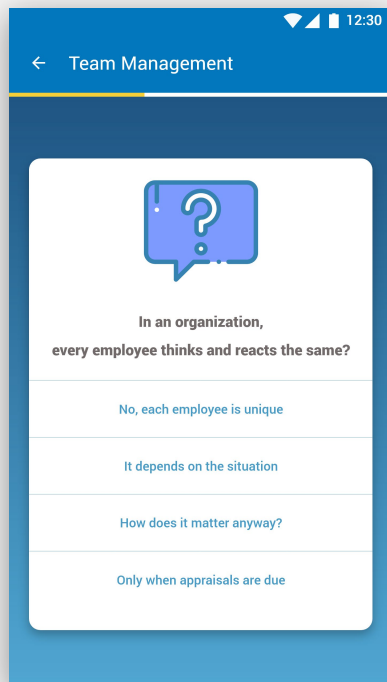 12:30
Team Management
In an organization,
every employee thinks and reacts the same?
No, each employee is unique
It depends on the situation
How does it matter anyway?
Only when appraisals are due